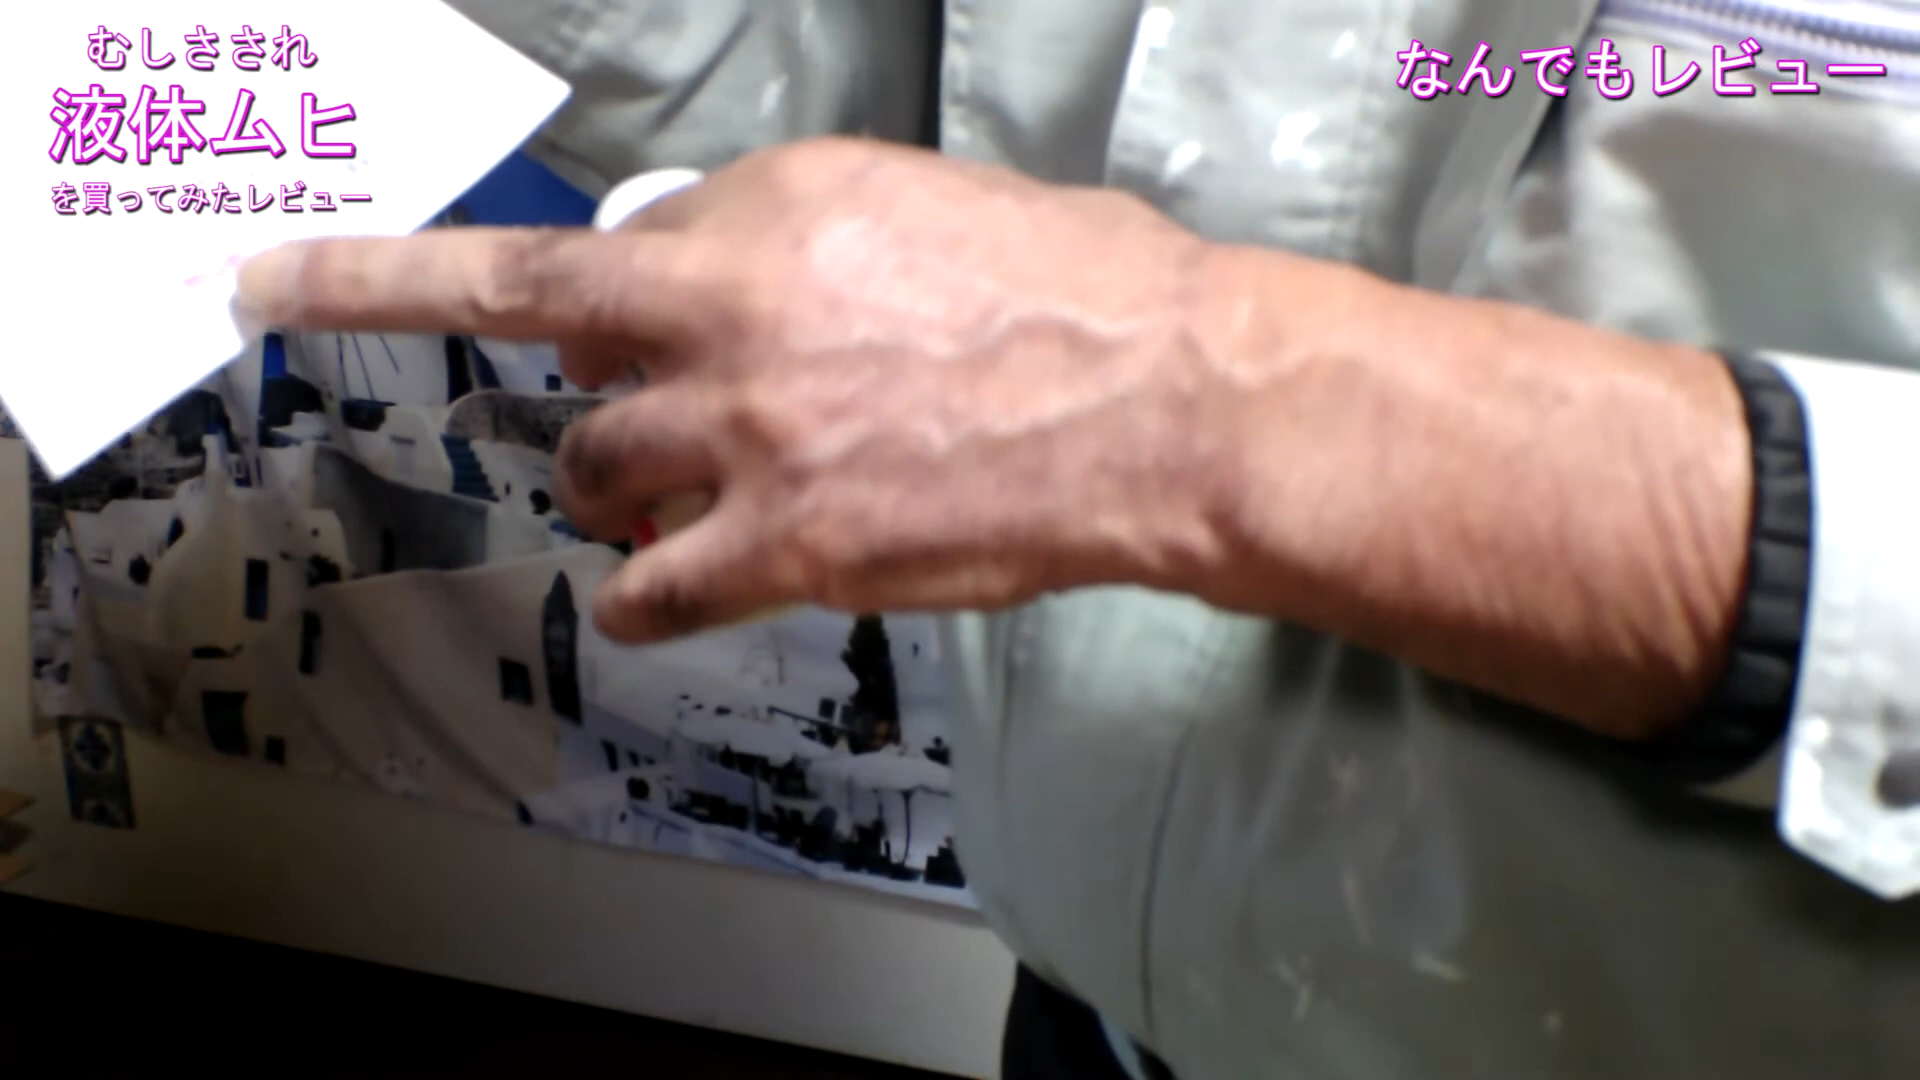 むしさされ
液体ムヒ
を買ってみたレビュー
なんでもレビュー